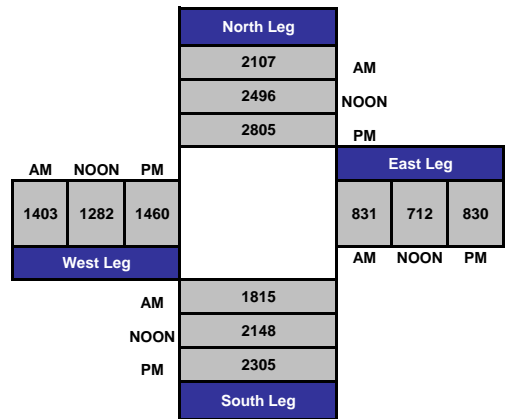 North Leg
2107 AM
2496 NOON
2805 PM
East Leg
AM NOON PM
1403 1282 1460
831 712 830
West Leg
AM NOON PM
AM 1815
NOON 2148
PM 2305
South Leg